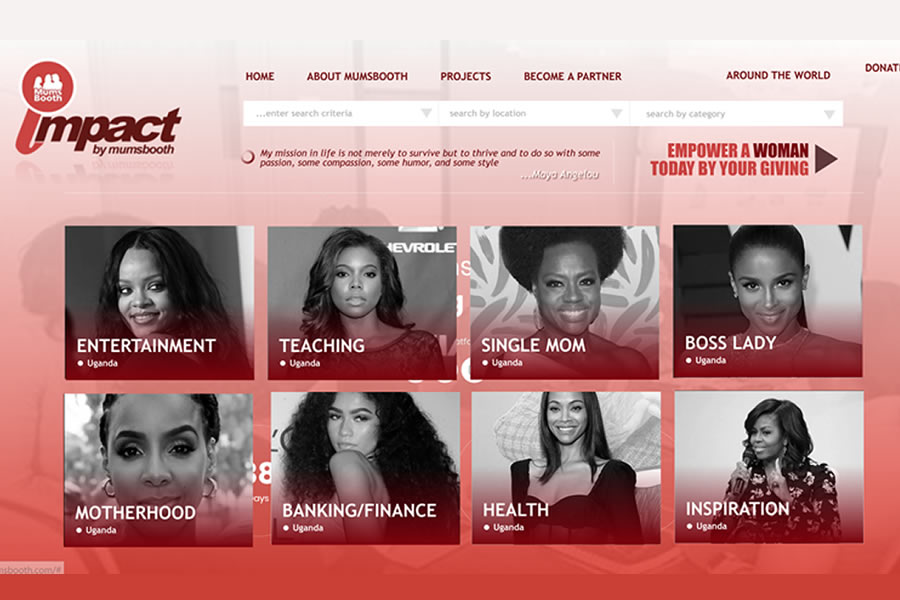 Mums
Booth
impact
by mumsbooth
HOME
ABOUT MUMSBOOTH
PROJECTS
BECOME A PARTNER
AROUND THE WORLD
DONAT
...enter search criteria
search by location
search by category
My mission in life is not merely to survive but to thrive and to do so with some
passion, some compassion, some humor, and some style
...Maya Angelou
EMPOWER A WOMAN
TODAY BY YOUR GIVING
HEVROLE
ENTERTAINMENT
Uganda
TEACHING
Uganda
SINGLE MOM
Uganda
BOSS LADY
Uganda
MOTHERHOOD
Uganda
BANKING/FINANCE
Uganda
HEALTH
Uganda
INSPIRATION
Uganda
msbooth.com/#